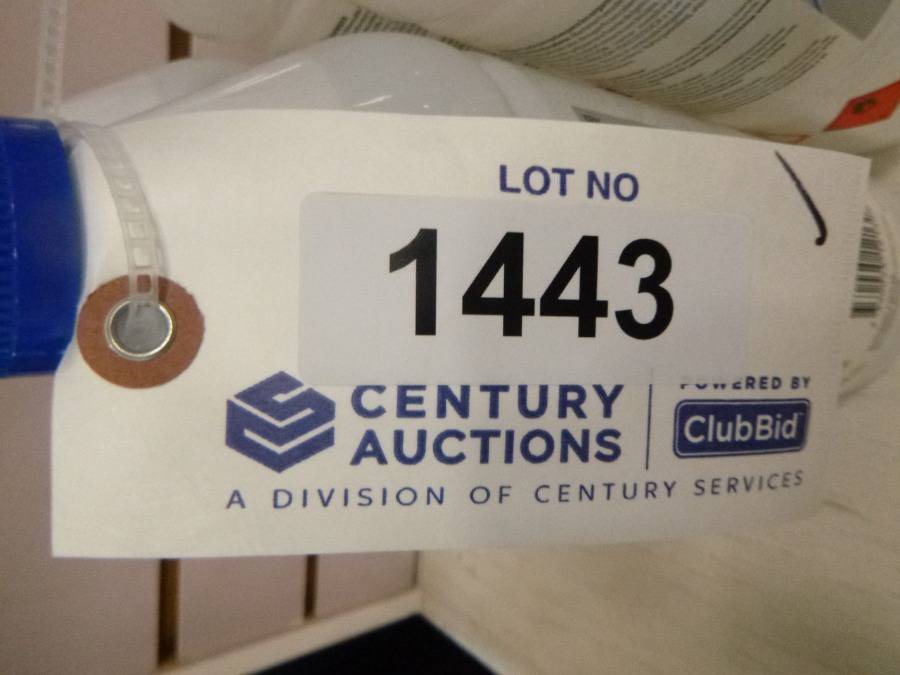 LOT NO
1443
CENTURY
AUCTIONS
POWERED BY
ClubBid
A DIVISION OF CENTURY SERVICES